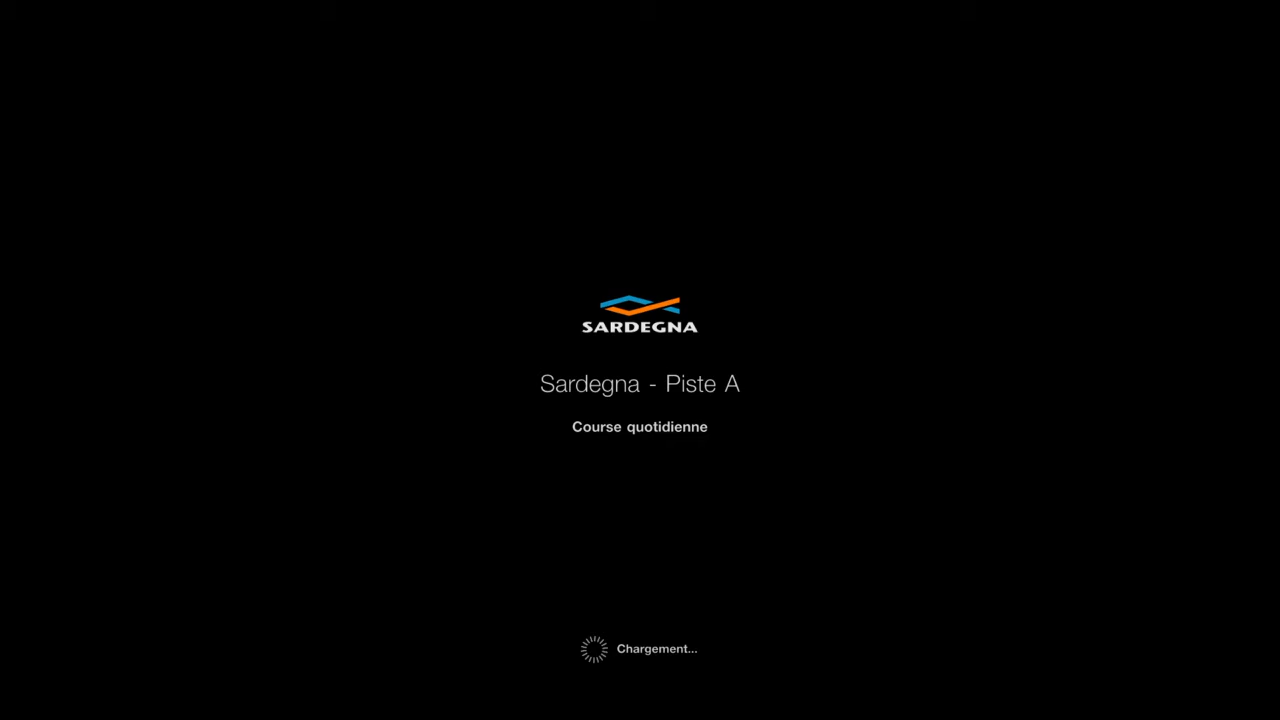 SARDEGNA
Sardegna - Piste A
Course quotidienne
Chargement...